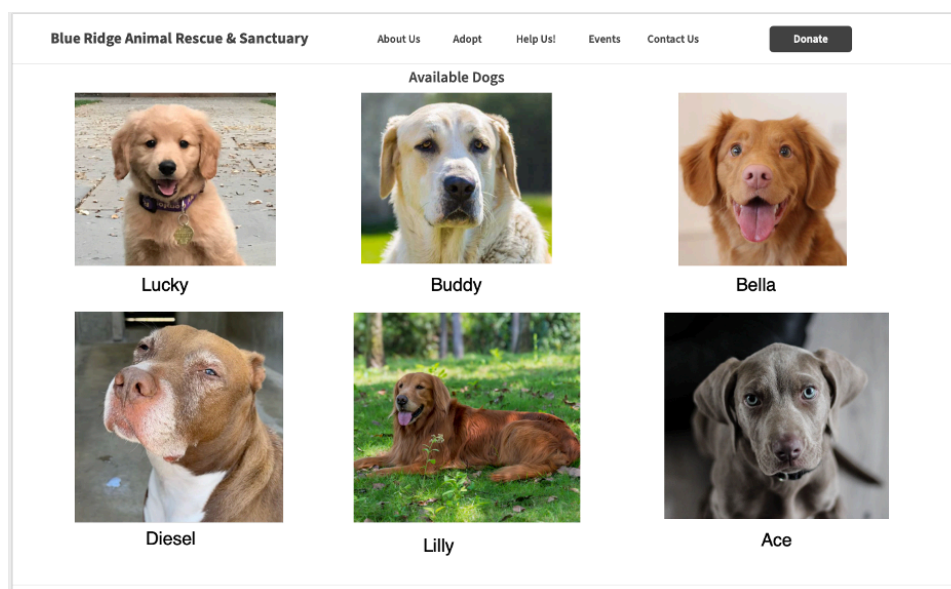 Blue Ridge Animal Rescue & Sanctuary About Us Adopt Help Us! Events Contact Us Donate
Available Dogs
Lucky Buddy Bella
Diesel Lilly Ace